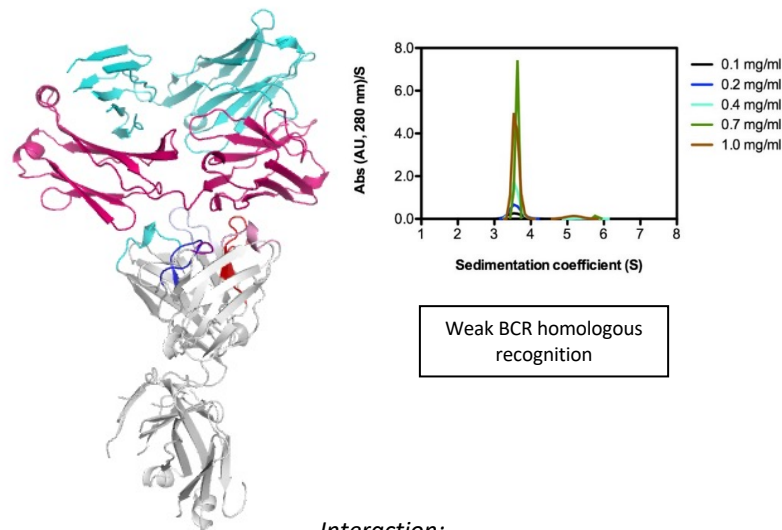 8.0
6.0
4.0
2.0
0.0
1 2 3 4 5 6 7 8
Abs (AU, 280 nm)/S
Sedimentation coefficient (S)
0.1 mg/ml
0.2 mg/ml
0.4 mg/ml
0.7 mg/ml
1.0 mg/ml
Weak BCR homologous
recognition
Interaction: